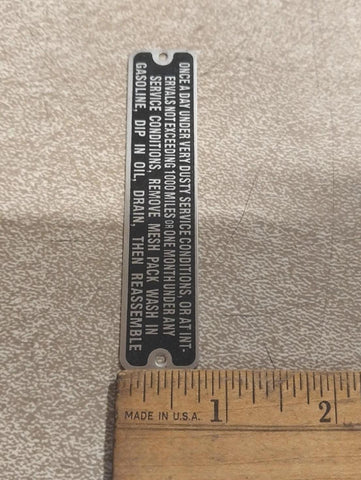 ONCE A DAY UNDER VERY DUSTY SERVICE CONDITIONS, OR AT INT-
ERVALS NOT EXCEEDING 1000 MILES OR ONE MONTH UNDER ANY
SERVICE CONDITIONS, REMOVE MESH PACK WASH IN
GASOLINE, DIP IN OIL, DRAIN, THEN REASSEMBLE
MADE IN U.S.A. 1 2